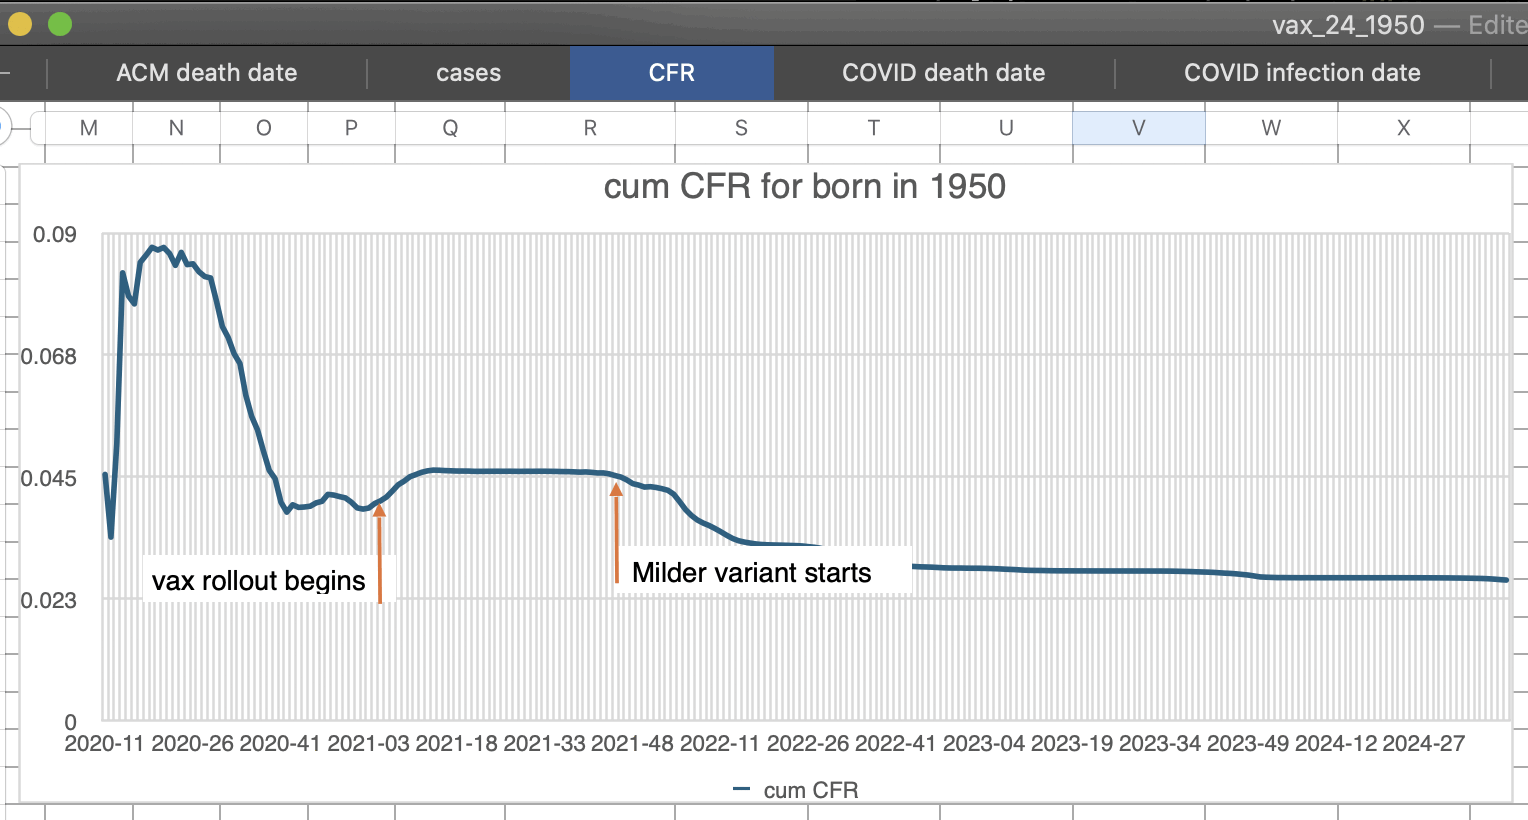 vax_24_1950 — Edite
ACM death date cases CFR COVID death date COVID infection date
M N O P Q R S T U V W X
cum CFR for born in 1950
0.09
0.068
0.045
0.023
0
vax rollout begins
Milder variant starts
2020-11 2020-26 2020-41 2021-03 2021-18 2021-33 2021-48 2022-11 2022-26 2022-41 2023-04 2023-19 2023-34 2023-49 2024-12 2024-27
cum CFR